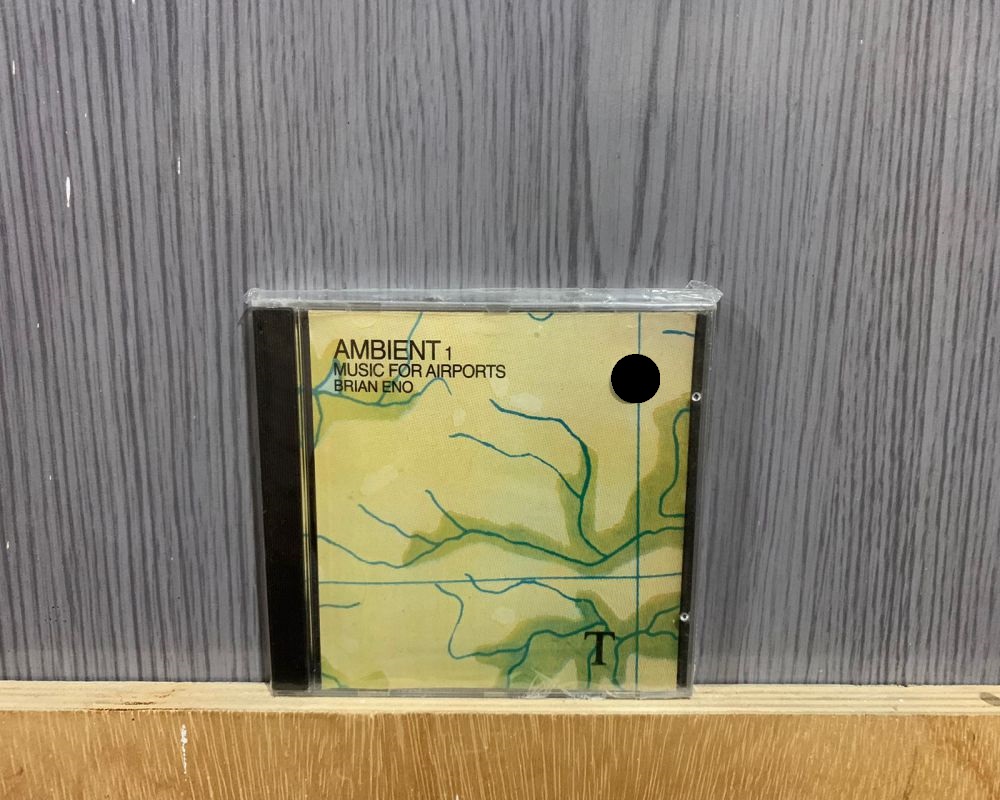 AMBIENT 1
MUSIC FOR AIRPORTS
BRIAN ENO
T